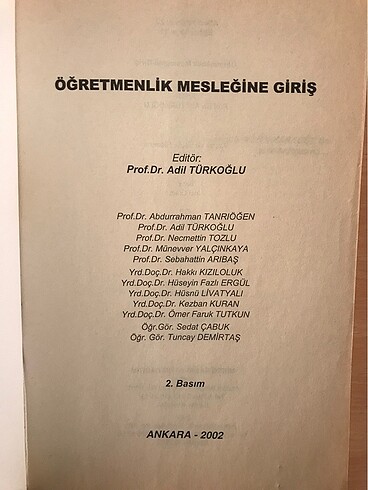 ÖĞRETMENLİK MESLEĞİNE GİRİŞ
Editör:
Prof.Dr. Adil TÜRKOĞLU
Prof.Dr. Abdurrahman TANRIÖĞEN
Prof.Dr. Adil TÜRKOĞLU
Prof.Dr. Necmettin TOZLU
Prof.Dr. Münevver YALÇINKAYA
Prof.Dr. Sebahattin ARIBAŞ
Yrd.Doç.Dr. Hakkı KIZILOLUK
Yrd.Doç.Dr. Hüseyin Fazlı ERGÜL
Yrd.Doç.Dr. Hüsnü LİVATYALI
Yrd.Doç.Dr. Kezban KURAN
Yrd.Doç.Dr. Ömer Faruk TUTKUN
Öğr.Gör. Sedat ÇABUK
Öğr. Gör. Tuncay DEMİRTAŞ
2. Basım
ANKARA - 2002